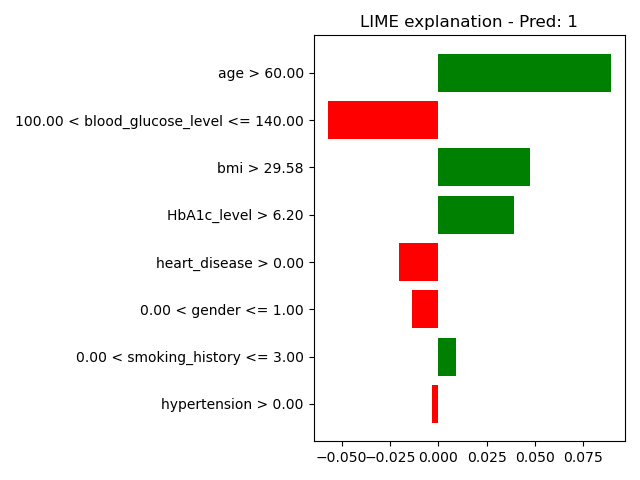 LIME explanation - Pred: 1
age > 60.00
100.00 < blood_glucose_level <= 140.00
bmi > 29.58
HbA1c_level > 6.20
heart_disease > 0.00
0.00 < gender <= 1.00
0.00 < smoking_history <= 3.00
hypertension > 0.00
−0.050 −0.025 0.000 0.025 0.050 0.075